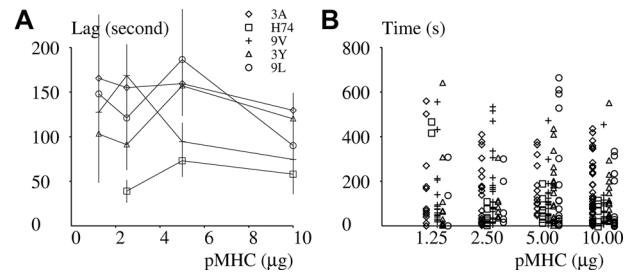 A
Lag (second)
3A
H74
9V
3Y
9L
200
150
100
50
0
0 2 4 6 8 10
pMHC (μg)
B
Time (s)
800
600
400
200
0
1.25 2.50 5.00 10.00
pMHC (μg)